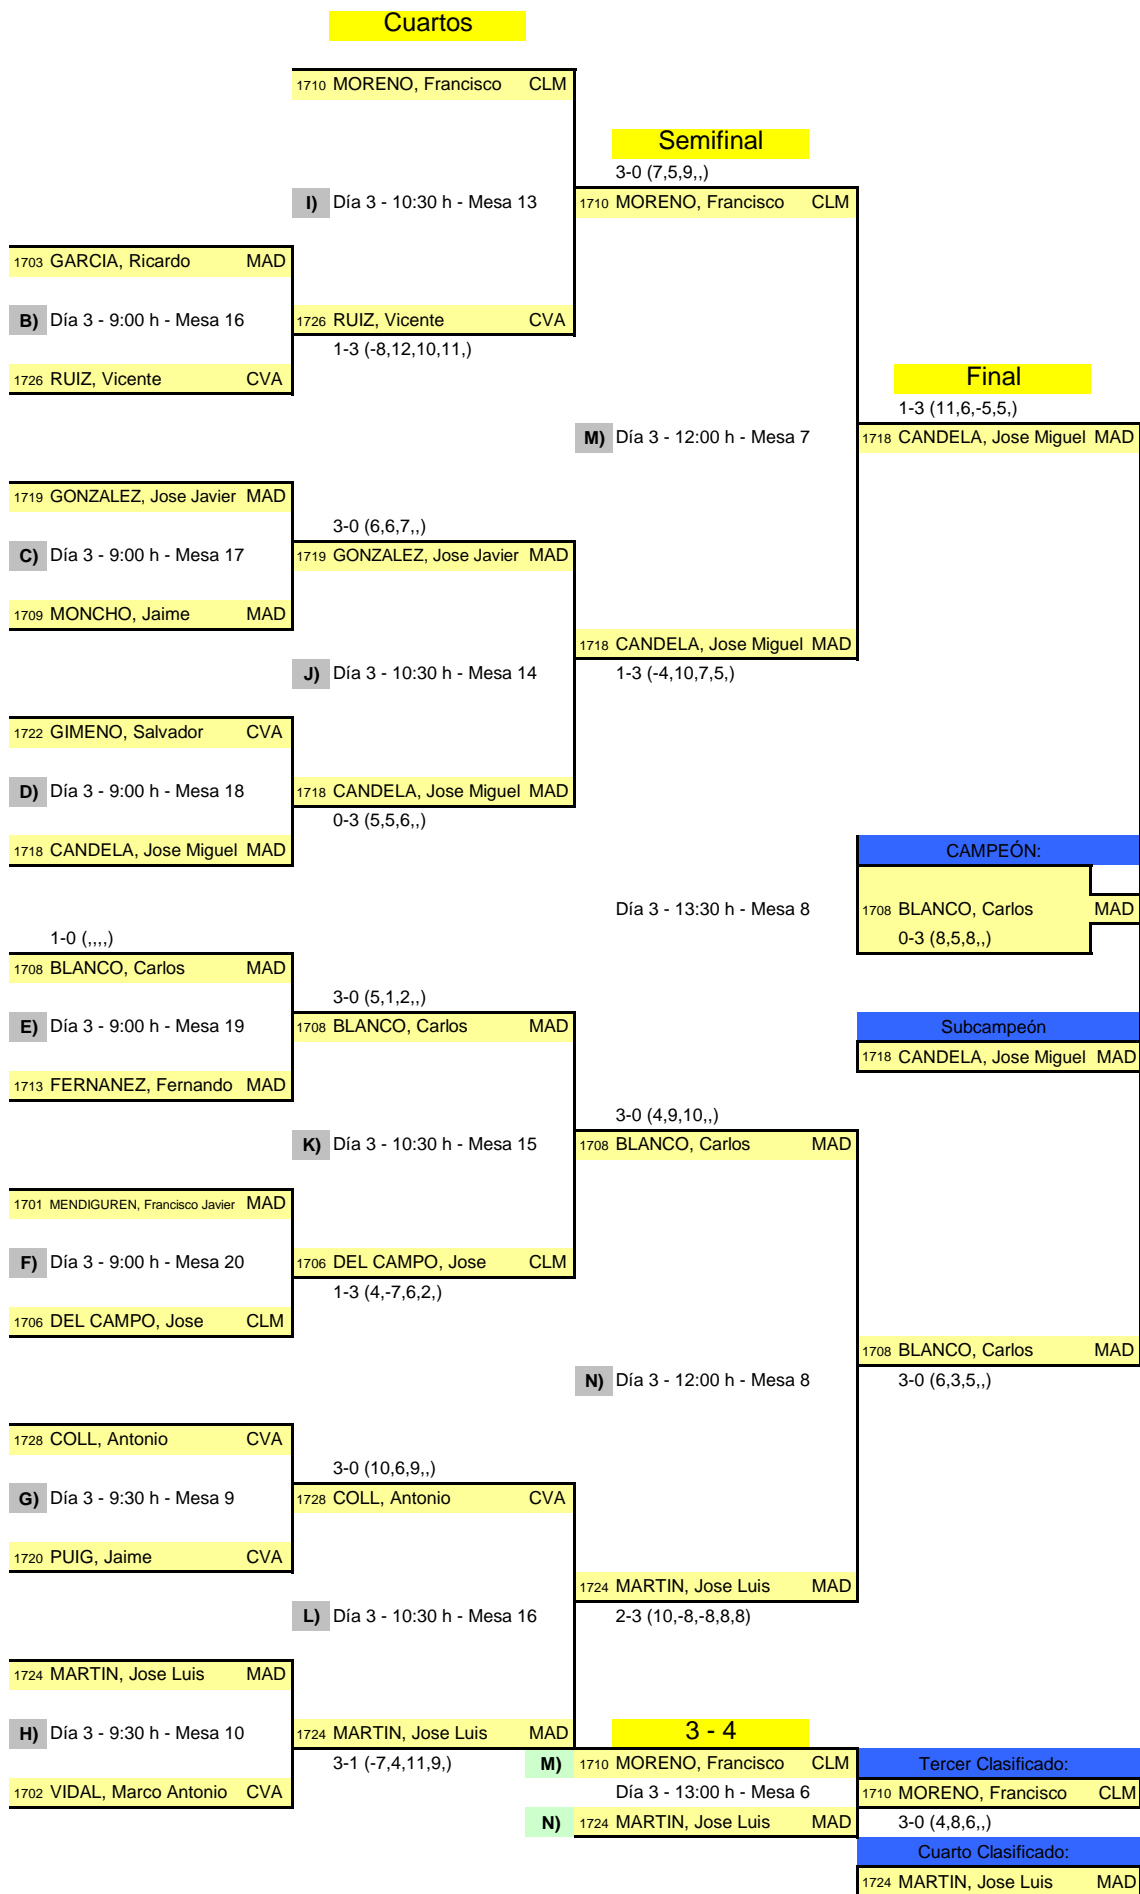 Cuartos
1710 MORENO, Francisco CLM
Semifinal
3-0 (7,5,9,,)
I) Día 3 - 10:30 h - Mesa 13
1710 MORENO, Francisco CLM
1703 GARCIA, Ricardo MAD
B) Día 3 - 9:00 h - Mesa 16
1726 RUIZ, Vicente CVA
1-3 (-8,12,10,11,)
1726 RUIZ, Vicente CVA
Final
1-3 (11,6,-5,5,)
M) Día 3 - 12:00 h - Mesa 7
1718 CANDELA, Jose Miguel MAD
1719 GONZALEZ, Jose Javier MAD
3-0 (6,6,7,,)
C) Día 3 - 9:00 h - Mesa 17
1719 GONZALEZ, Jose Javier MAD
1709 MONCHO, Jaime MAD
1718 CANDELA, Jose Miguel MAD
J) Día 3 - 10:30 h - Mesa 14
1-3 (-4,10,7,5,)
1722 GIMENO, Salvador CVA
D) Día 3 - 9:00 h - Mesa 18
1718 CANDELA, Jose Miguel MAD
0-3 (5,5,6,,)
1718 CANDELA, Jose Miguel MAD
CAMPEÓN:
Día 3 - 13:30 h - Mesa 8
1708 BLANCO, Carlos MAD
0-3 (8,5,8,,)
1-0 (,,,,)
1708 BLANCO, Carlos MAD
3-0 (5,1,2,,)
E) Día 3 - 9:00 h - Mesa 19
1708 BLANCO, Carlos MAD
Subcampeón
1718 CANDELA, Jose Miguel MAD
1713 FERNANEZ, Fernando MAD
3-0 (4,9,10,,)
K) Día 3 - 10:30 h - Mesa 15
1708 BLANCO, Carlos MAD
1701 MENDIGUREN, Francisco Javier MAD
F) Día 3 - 9:00 h - Mesa 20
1706 DEL CAMPO, Jose CLM
1-3 (4,-7,6,2,)
1706 DEL CAMPO, Jose CLM
1708 BLANCO, Carlos MAD
N) Día 3 - 12:00 h - Mesa 8
3-0 (6,3,5,,)
1728 COLL, Antonio CVA
3-0 (10,6,9,,)
G) Día 3 - 9:30 h - Mesa 9
1728 COLL, Antonio CVA
1720 PUIG, Jaime CVA
1724 MARTIN, Jose Luis MAD
L) Día 3 - 10:30 h - Mesa 16
2-3 (10,-8,-8,8,8)
1724 MARTIN, Jose Luis MAD
H) Día 3 - 9:30 h - Mesa 10
1724 MARTIN, Jose Luis MAD
3 - 4
3-1 (-7,4,11,9,)
M) 1710 MORENO, Francisco CLM
Tercer Clasificado:
1702 VIDAL, Marco Antonio CVA
Día 3 - 13:00 h - Mesa 6
1710 MORENO, Francisco CLM
N) 1724 MARTIN, Jose Luis MAD
3-0 (4,8,6,,)
Cuarto Clasificado:
1724 MARTIN, Jose Luis MAD